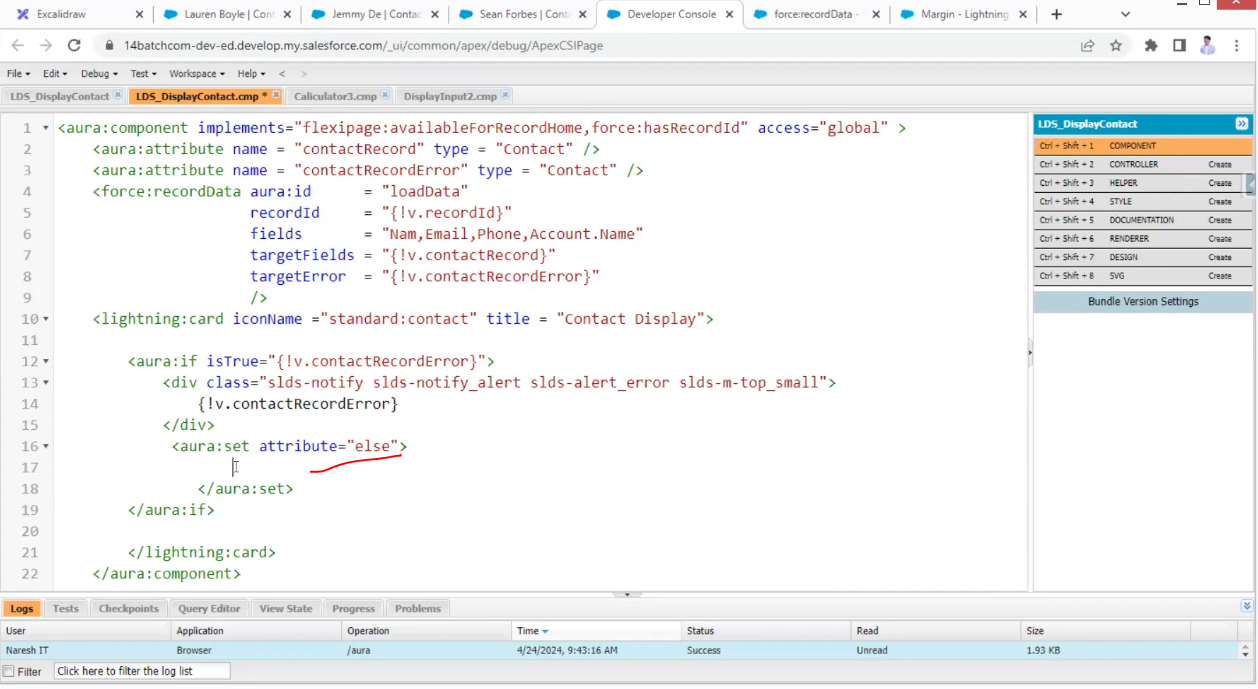 Excalidraw
Lauren Boyle | Cont
Jemmy De | Contac
Sean Forbes | Conta
Developer Console
force:recordData -
Margin - Lightning
14batchcom-dev-ed.develop.my.salesforce.com/_ui/common/apex/debug/ApexCSIPage
File Edit Debug Test Workspace Help < >
LDS_DisplayContact LDS_DisplayContact.cmp * Caliculator3.cmp DisplayInput2.cmp
1 <aura:component implements="flexipage:availableForRecordHome,force:hasRecordId" access="global" >
2 <aura:attribute name = "contactRecord" type = "Contact" />
3 <aura:attribute name = "contactRecordError" type = "Contact" />
4 <force:recordData aura:id = "loadData"
5 recordId = "{!v.recordId}"
6 fields = "Nam,Email,Phone,Account.Name"
7 targetFields = "{!v.contactRecord}"
8 targetError = "{!v.contactRecordError}"
9 />
10 <lightning:card iconName ="standard:contact" title = "Contact Display">
11
12 <aura:if isTrue="{!v.contactRecordError}">
13 <div class="slds-notify slds-notify_alert slds-alert_error slds-m-top_small">
14 {!v.contactRecordError}
15 </div>
16 <aura:set attribute="else">
17
18 </aura:set>
19 </aura:if>
20
21 </lightning:card>
22 </aura:component>
LDS_DisplayContact
Ctrl + Shift + 1 COMPONENT
Ctrl + Shift + 2 CONTROLLER Create
Ctrl + Shift + 3 HELPER Create
Ctrl + Shift + 4 STYLE Create
Ctrl + Shift + 5 DOCUMENTATION Create
Ctrl + Shift + 6 RENDERER Create
Ctrl + Shift + 7 DESIGN Create
Ctrl + Shift + 8 SVG Create
Bundle Version Settings
Logs Tests Checkpoints Query Editor View State Progress Problems
User Application Operation Time Status Read Size
Naresh IT Browser /aura 4/24/2024, 9:43:16 AM Success Unread 1.93 KB
Filter Click here to filter the log list